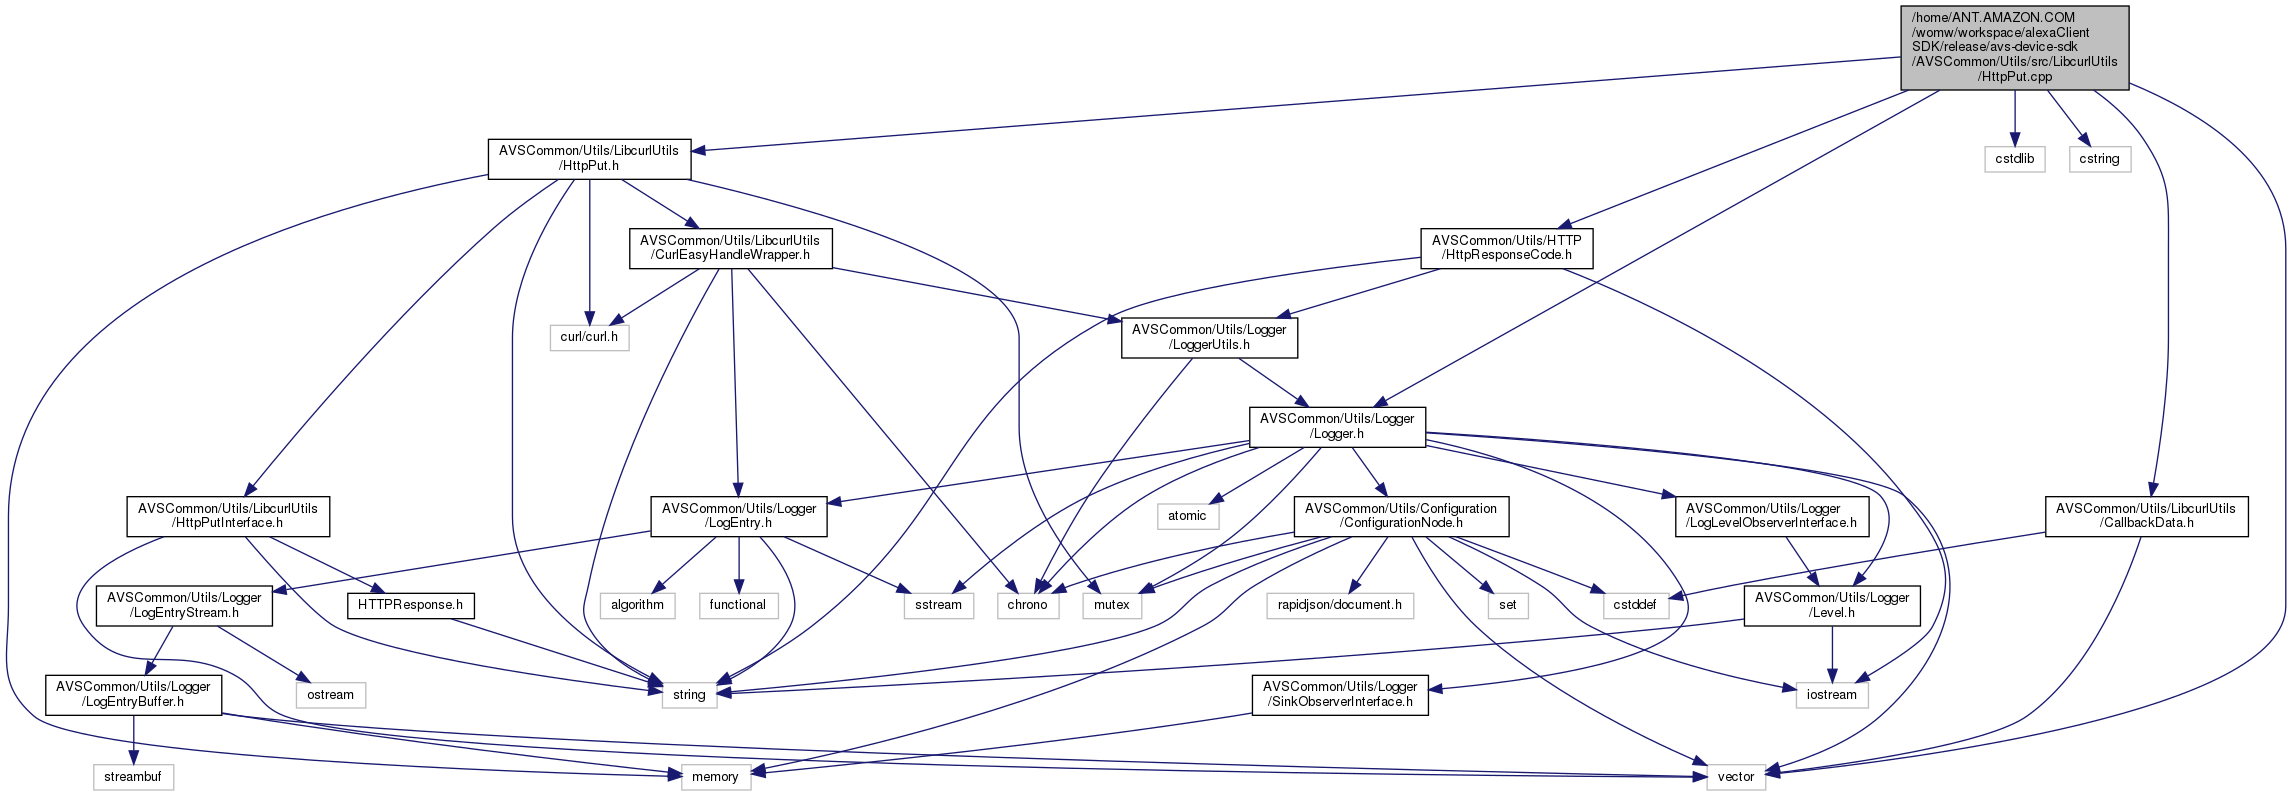 /home/ANT.AMAZON.COM
/womw/workspace/alexaClient
SDK/release/avs-device-sdk
/AVSCommon/Utils/src/LibcurlUtils
/HttpPut.cpp
AVSCommon/Utils/LibcurlUtils
/HttpPut.h
cstdlib
cstring
AVSCommon/Utils/LibcurlUtils
/CurlEasyHandleWrapper.h
AVSCommon/Utils/HTTP
/HttpResponseCode.h
curl/curl.h
AVSCommon/Utils/Logger
/LoggerUtils.h
AVSCommon/Utils/Logger
/Logger.h
AVSCommon/Utils/LibcurlUtils
/HttpPutInterface.h
AVSCommon/Utils/Logger
/LogEntry.h
atomic
AVSCommon/Utils/Configuration
/ConfigurationNode.h
AVSCommon/Utils/Logger
/LogLevelObserverInterface.h
AVSCommon/Utils/LibcurlUtils
/CallbackData.h
AVSCommon/Utils/Logger
/LogEntryStream.h
HTTPResponse.h
algorithm
functional
sstream
chrono
mutex
rapidjson/document.h
set
cstddef
AVSCommon/Utils/Logger
/Level.h
AVSCommon/Utils/Logger
/LogEntryBuffer.h
ostream
string
AVSCommon/Utils/Logger
/SinkObserverInterface.h
iostream
streambuf
memory
vector